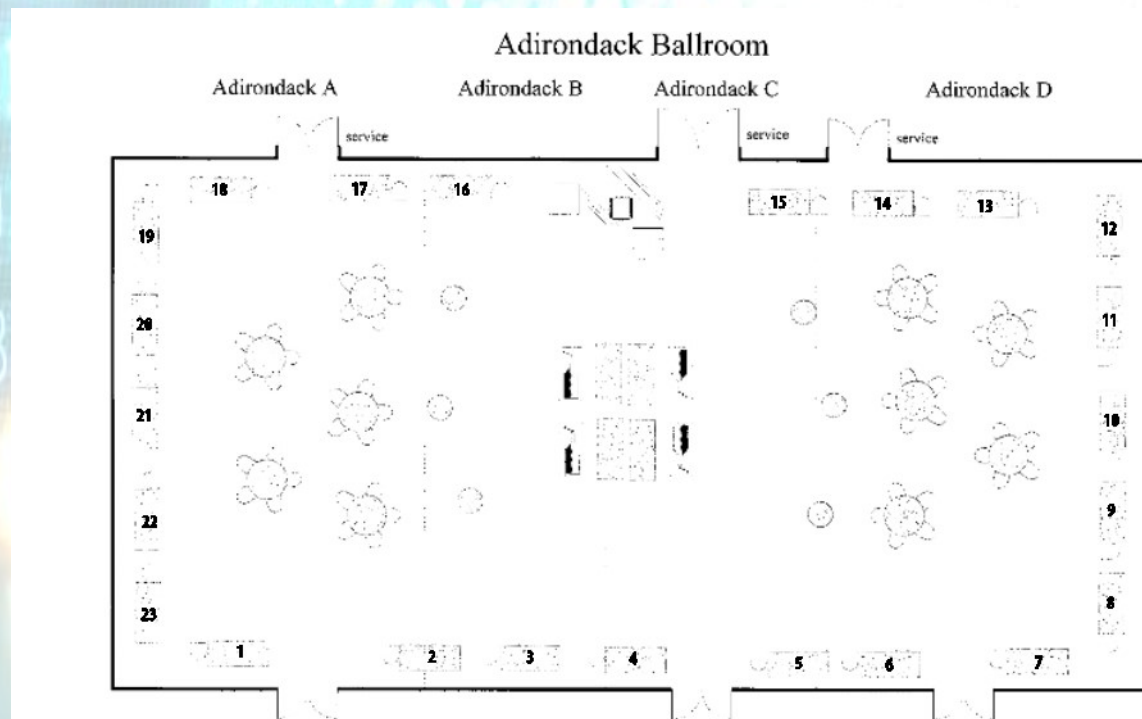 Adirondack Ballroom
Adirondack A Adirondack B Adirondack C Adirondack D
service service service
18 17 16 15 14 13
19 12
20 11
21 10
22 9
23 8
1 2 3 4 5 6 7